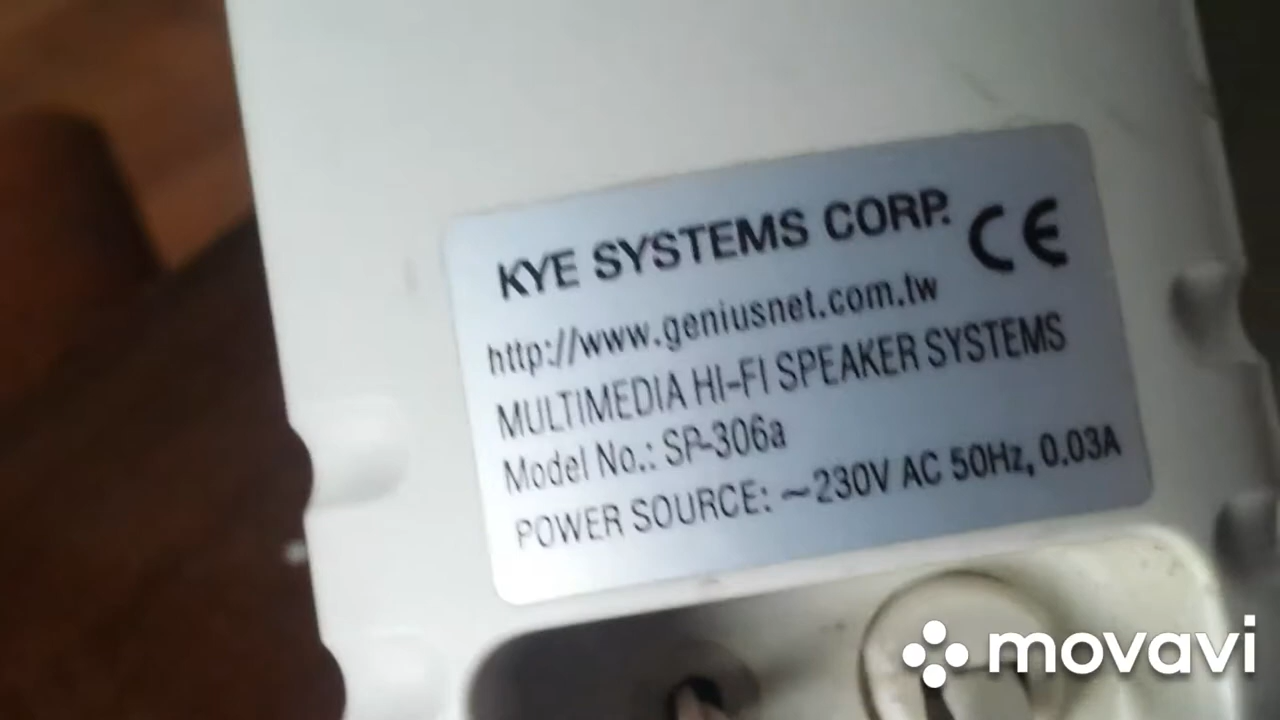 KYE SYSTEMS CORP. CE
http://www.geniusnet.com.tw
MULTIMEDIA HI-FI SPEAKER SYSTEMS
Model No.: SP-306a
POWER SOURCE: ~230V AC 50Hz, 0.03A
movavi